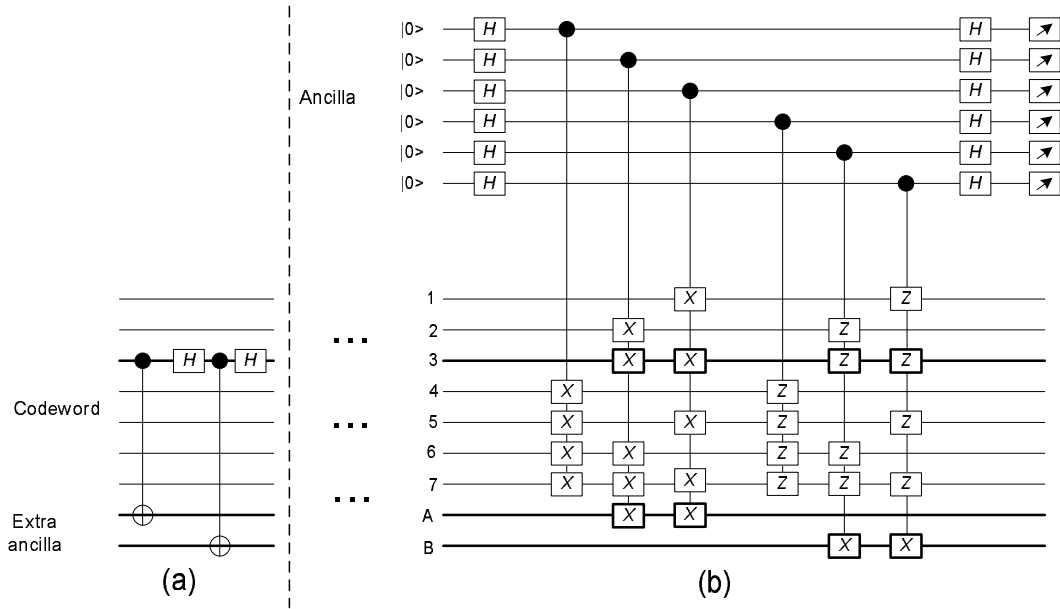 |0> H H
|0> H H
|0> H H
Ancilla
|0> H H
|0> H H
|0> H H
1 X Z
2 X Z
H H 3 X X Z Z
4 X Z
Codeword
5 X X Z Z
6 X X Z Z
7 X X X Z Z Z
Extra
ancilla
A X X
B X X
(a) (b)